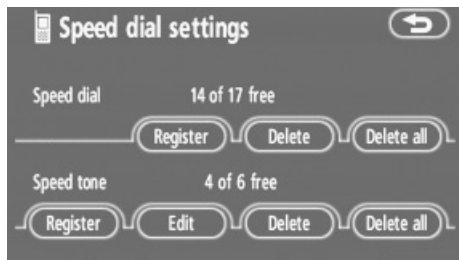 Speed dial settings
Speed dial 14 of 17 free
Register Delete Delete all
Speed tone 4 of 6 free
Register Edit Delete Delete all